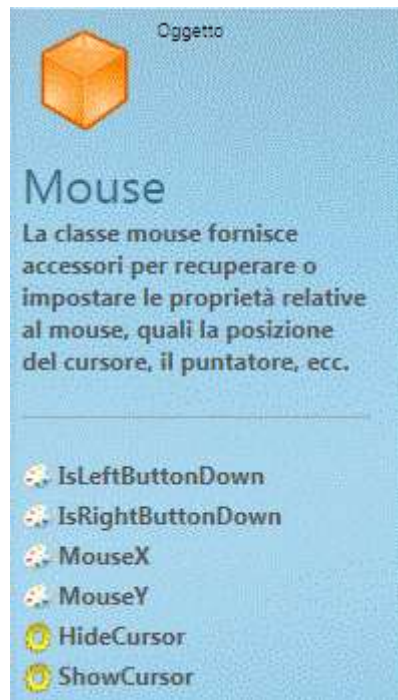 Oggetto
Mouse
La classe mouse fornisce
accessori per recuperare o
impostare le proprietà relative
al mouse, quali la posizione
del cursore, il puntatore, ecc.
IsLeftButtonDown
IsRightButtonDown
MouseX
MouseY
HideCursor
ShowCursor